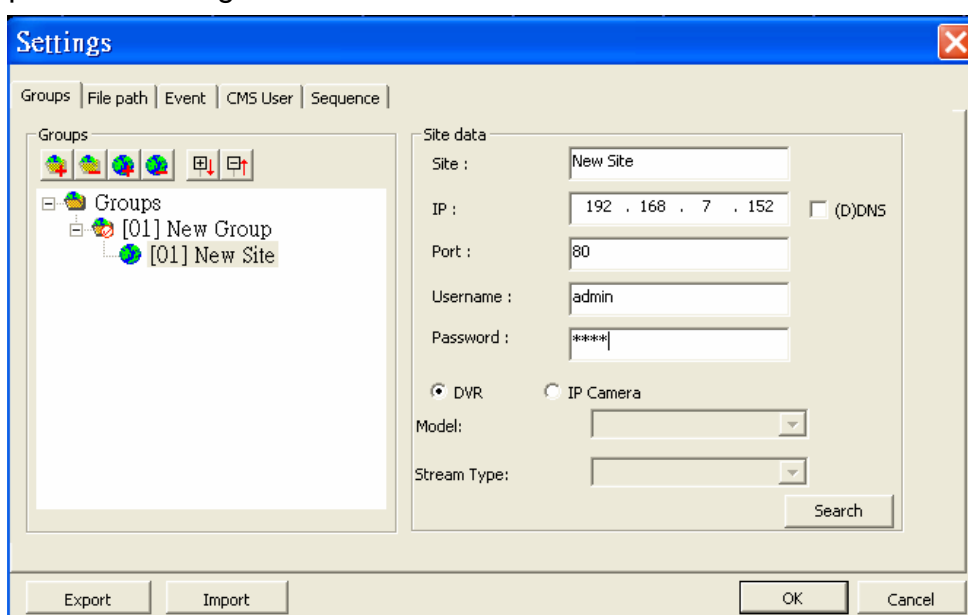 Settings
Groups File path Event CMS User Sequence
Groups
Groups
[01] New Group
[01] New Site
Site data
Site : New Site
IP : 192 . 168 . 7 . 152 (D)DNS
Port : 80
Username : admin
Password : ****
DVR IP Camera
Model:
Stream Type:
Search
Export Import OK Cancel